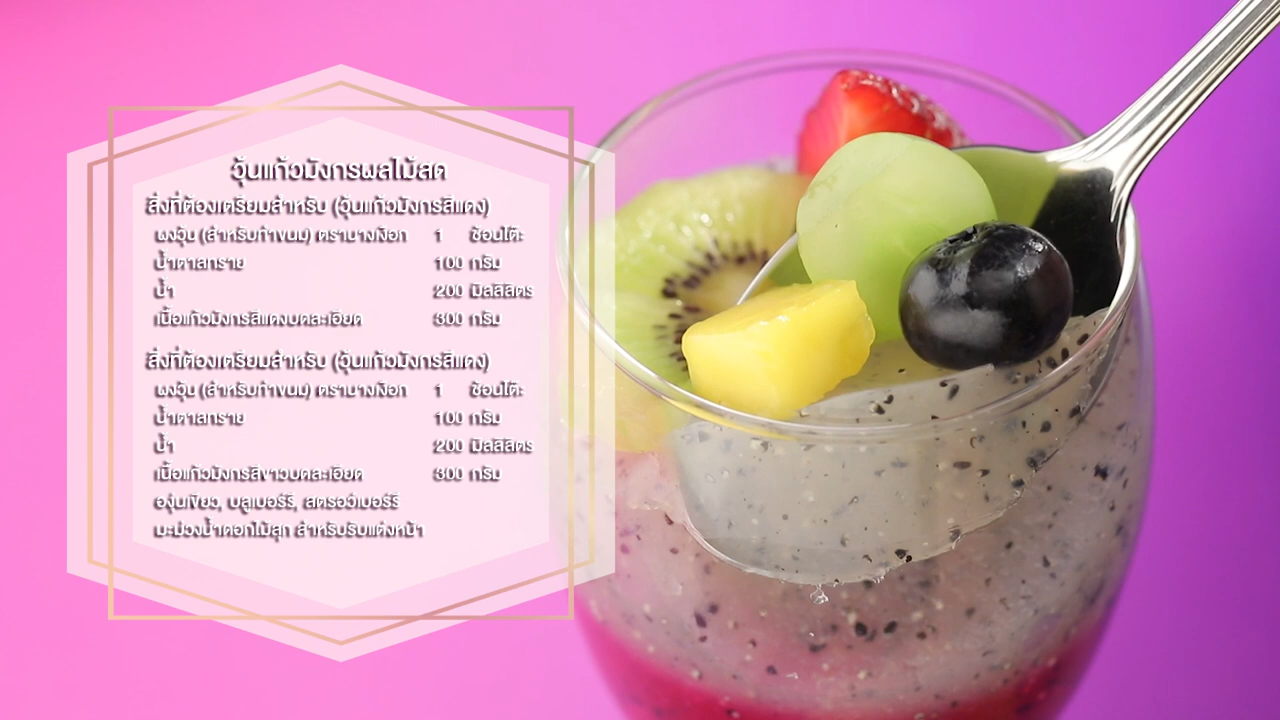 วุ้นแก้วมังกรผลไม้สด
สิ่งที่ต้องเตรียมสำหรับ (วุ้นแก้วมังกรสีแดง)
ผงวุ้น (สำหรับทำขนม) ตรานางเงือก 1 ช้อนโต๊ะ
น้ำตาลทราย 100 กรัม
น้ำ 200 มิลลิลิตร
เนื้อแก้วมังกรสีแดงบดละเอียด 300 กรัม
สิ่งที่ต้องเตรียมสำหรับ (วุ้นแก้วมังกรสีแดง)
ผงวุ้น (สำหรับทำขนม) ตรานางเงือก 1 ช้อนโต๊ะ
น้ำตาลทราย 100 กรัม
น้ำ 200 มิลลิลิตร
เนื้อแก้วมังกรสีขาวบดละเอียด 300 กรัม
องุ่นเขียว, บลูเบอร์รี่, สตรอว์เบอร์รี่
มะม่วงน้ำดอกไม้สุก สำหรับรับแต่งหน้า